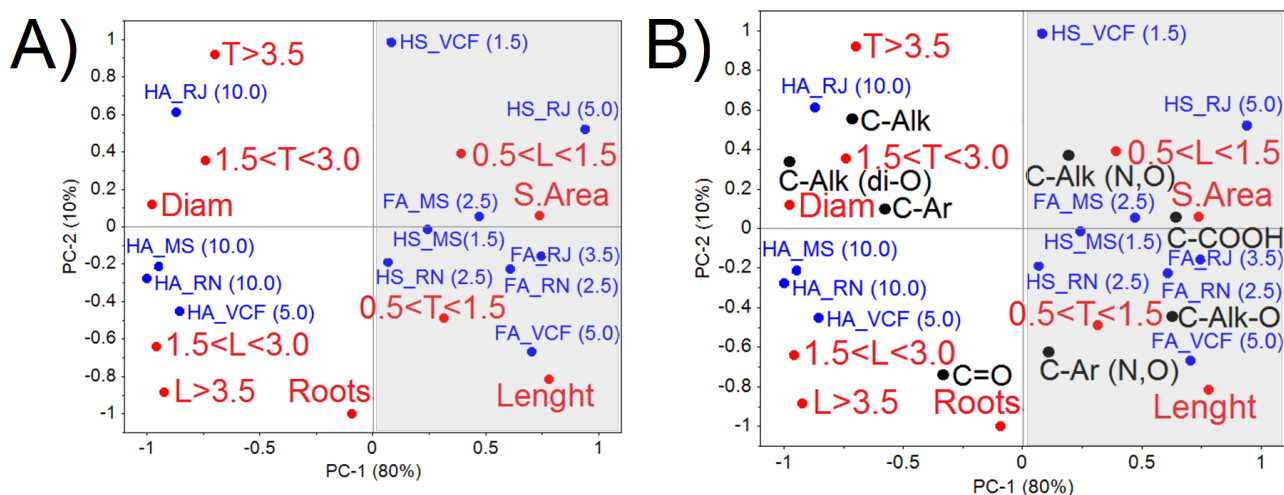 A)
1
0.8
0.6
0.4
0.2
0
-0.2
-0.4
-0.6
-0.8
-1
PC-2 (10%)
T>3.5
HS_VCF (1.5)
HA_RJ (10.0)
HS_RJ (5.0)
1.5<T<3.0
0.5<L<1.5
Diam
FA_MS (2.5)
S.Area
HA_MS (10.0)
HS_MS(1.5)
FA_RJ (3.5)
HA_RN (10.0)
HS_RN (2.5)
FA_RN (2.5)
HA_VCF (5.0)
0.5<T<1.5
1.5<L<3.0
FA_VCF (5.0)
L>3.5
Roots
Lenght
-1
-0.5
0
0.5
1
PC-1 (80%)
B)
1
0.8
0.6
0.4
0.2
0
-0.2
-0.4
-0.6
-0.8
-1
PC-2 (10%)
T>3.5
HS_VCF (1.5)
HA_RJ (10.0)
C-Alk
HS_RJ (5.0)
1.5<T<3.0
0.5<L<1.5
C-Alk (di-O)
C-Alk (N,O)
Diam
C-Ar
FA_MS (2.5)
S.Area
HA_MS (10.0)
HS_MS(1.5)
C-COOH
FA_RJ (3.5)
HA_RN (10.0)
HS_RN (2.5)
FA_RN (2.5)
HA_VCF (5.0)
0.5<T<1.5
C-Alk-O
1.5<L<3.0
C-Ar (N,O)
FA_VCF (5.0)
C=O
L>3.5
Roots
Lenght
-1
-0.5
0
0.5
1
PC-1 (80%)